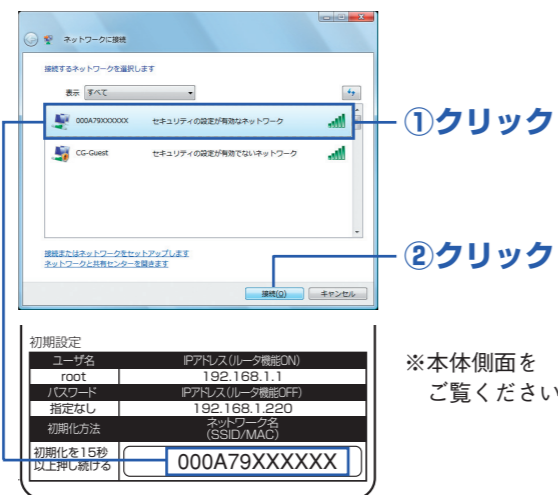 ネットワークに接続
接続するネットワークを選択します
表示 すべて
000A79XXXXXX セキュリティの設定が有効なネットワーク
CG-Guest セキュリティの設定が有効でないネットワーク
接続またはネットワークをセットアップします
ネットワークと共有センターを開きます
接続(O) キャンセル
①クリック
②クリック
初期設定
ユーザ名 IPアドレス(ルータ機能ON)
root 192.168.1.1
パスワード IPアドレス(ルータ機能OFF)
指定なし 192.168.1.220
初期化方法 ネットワーク名
(SSID/MAC)
初期化を15秒
以上押し続ける 000A79XXXXXX
※本体側面を
ご覧ください